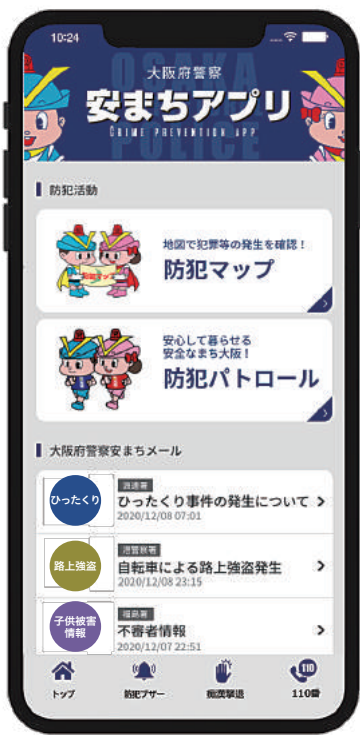 10:24
OSAKA
大阪府警察
安まちアプリ
CRIME PREVENTION APP
POLICE
防犯活動
地図で犯罪等の発生を確認！
防犯マップ
安心して暮らせる
安全なまち大阪！
防犯パトロール
大阪府警察安まちメール
ひったくり
ひったくり事件の発生について
2020/12/08 07:01
路上強盗
港警察署
自転車による路上強盗発生
2020/12/08 23:15
子供被害
情報
福島署
不審者情報
2020/12/07 22:51
トップ
防犯ブザー
痴漢撃退
110
110番